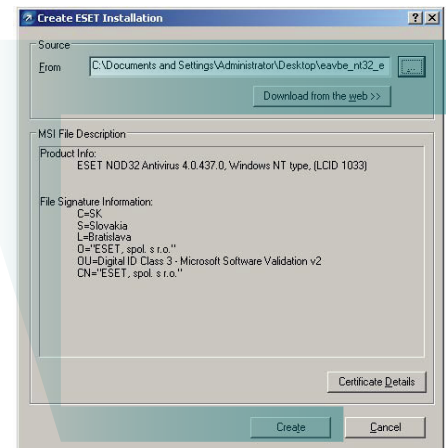 Create ESET Installation
Source
From
C:\Documents and Settings\Administrator\Desktop\eavbe_nt32_e
...
Download from the web >>
MSI File Description
Product Info:
ESET NOD32 Antivirus 4.0.437.0, Windows NT type, (LCID 1033)
File Signature Information:
C=SK
S=Slovakia
L=Bratislava
O="ESET, spol. s r.o."
OU=Digital ID Class 3 - Microsoft Software Validation v2
CN="ESET, spol. s r.o."
Certificate Details
Create
Cancel